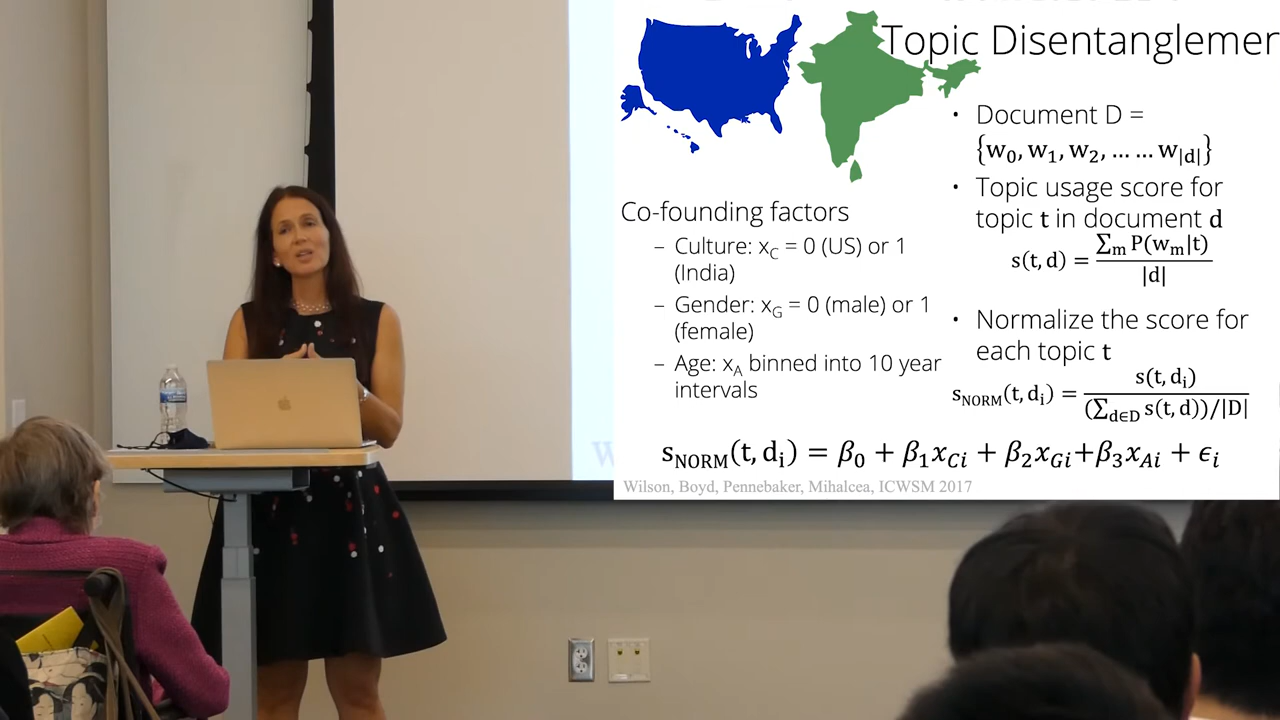 Topic Disentanglemen
• Document D =
{w₀, w₁, w₂, ... ... w|d|}
• Topic usage score for
topic t in document d
s(t, d) = ∑ₘ P(wₘ|t) / |d|
• Normalize the score for
each topic t
sNORM(t, dᵢ) = s(t, dᵢ) / (∑d∈D s(t, d))/|D|
Co-founding factors
– Culture: xC = 0 (US) or 1
(India)
– Gender: xG = 0 (male) or 1
(female)
– Age: xA binned into 10 year
intervals
sNORM(t, dᵢ) = β₀ + β₁xCi + β₂xGi+β₃xAi + ϵᵢ
Wilson, Boyd, Pennebaker, Mihalcea, ICWSM 2017